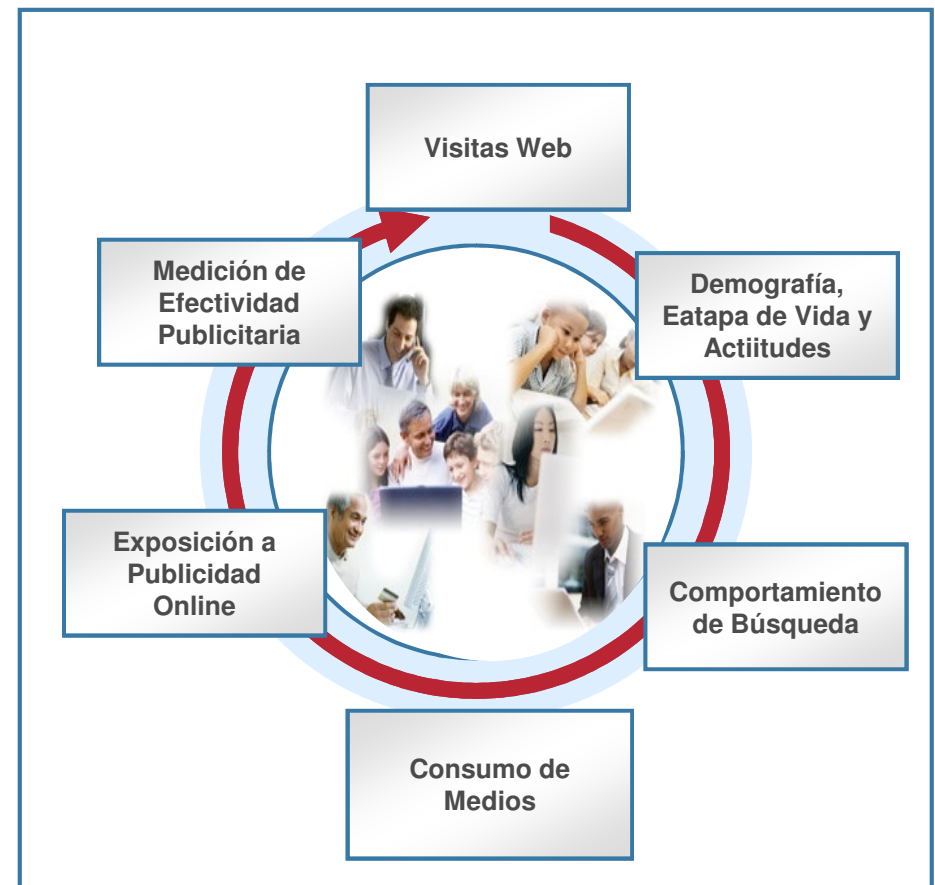 Visitas Web
Medición de
Efectividad
Publicitaria
Demografía,
Eatapa de Vida y
Actiitudes
Exposición a
Publicidad
Online
Comportamiento
de Búsqueda
Consumo de
Medios